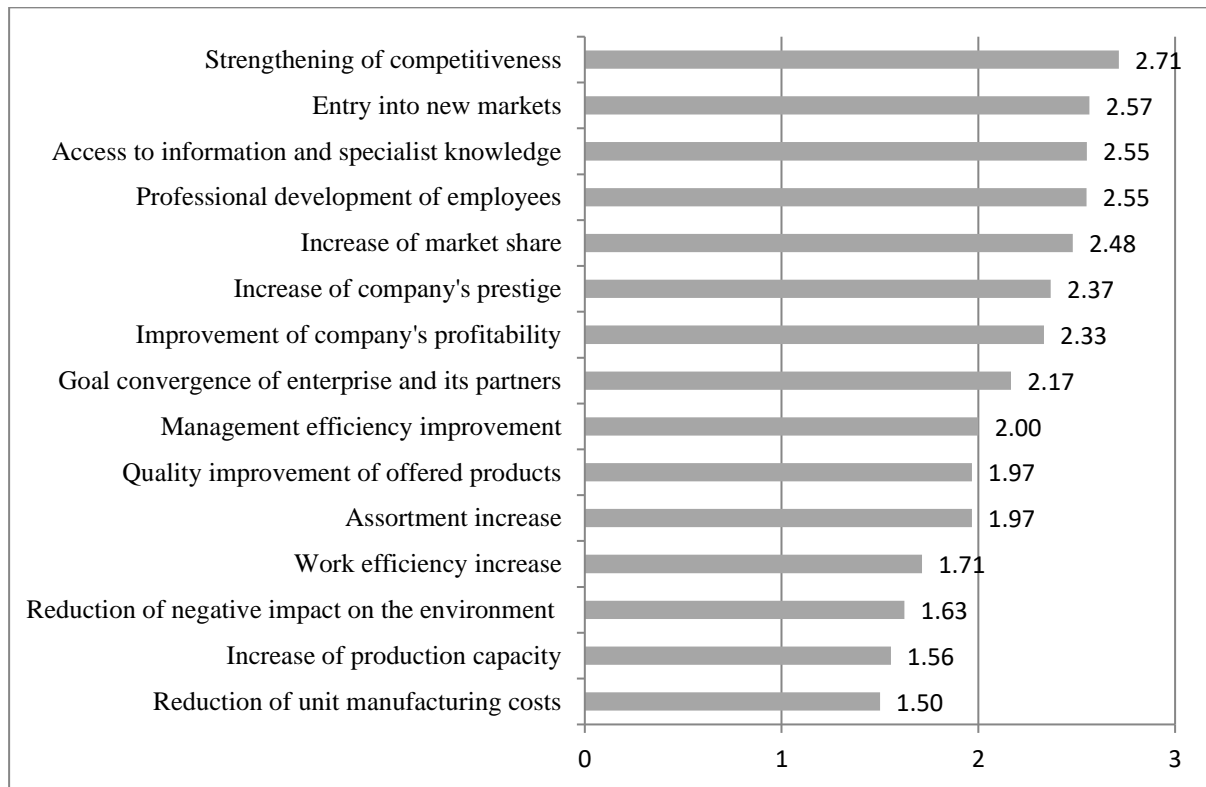 Strengthening of competitiveness 2.71
Entry into new markets 2.57
Access to information and specialist knowledge 2.55
Professional development of employees 2.55
Increase of market share 2.48
Increase of company's prestige 2.37
Improvement of company's profitability 2.33
Goal convergence of enterprise and its partners 2.17
Management efficiency improvement 2.00
Quality improvement of offered products 1.97
Assortment increase 1.97
Work efficiency increase 1.71
Reduction of negative impact on the environment 1.63
Increase of production capacity 1.56
Reduction of unit manufacturing costs 1.50
0 1 2 3